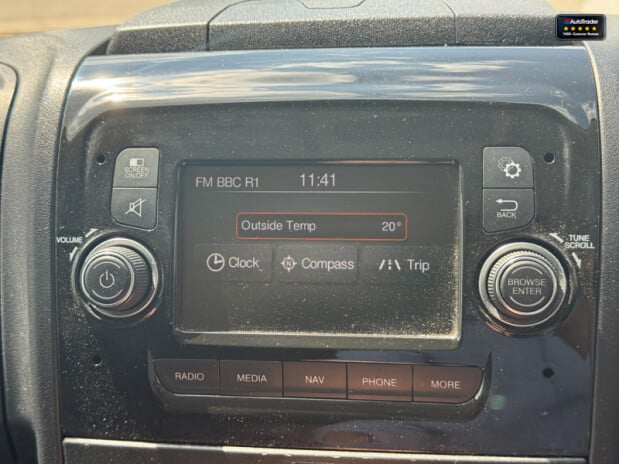 AutoTrader
SCREEN
ON/OFF
FM BBC R1 11:41
BACK
Outside Temp 20°
VOLUME
TUNE
SCROLL
Clock
N
Compass
Trip
BROWSE
ENTER
RADIO
MEDIA
NAV
PHONE
MORE